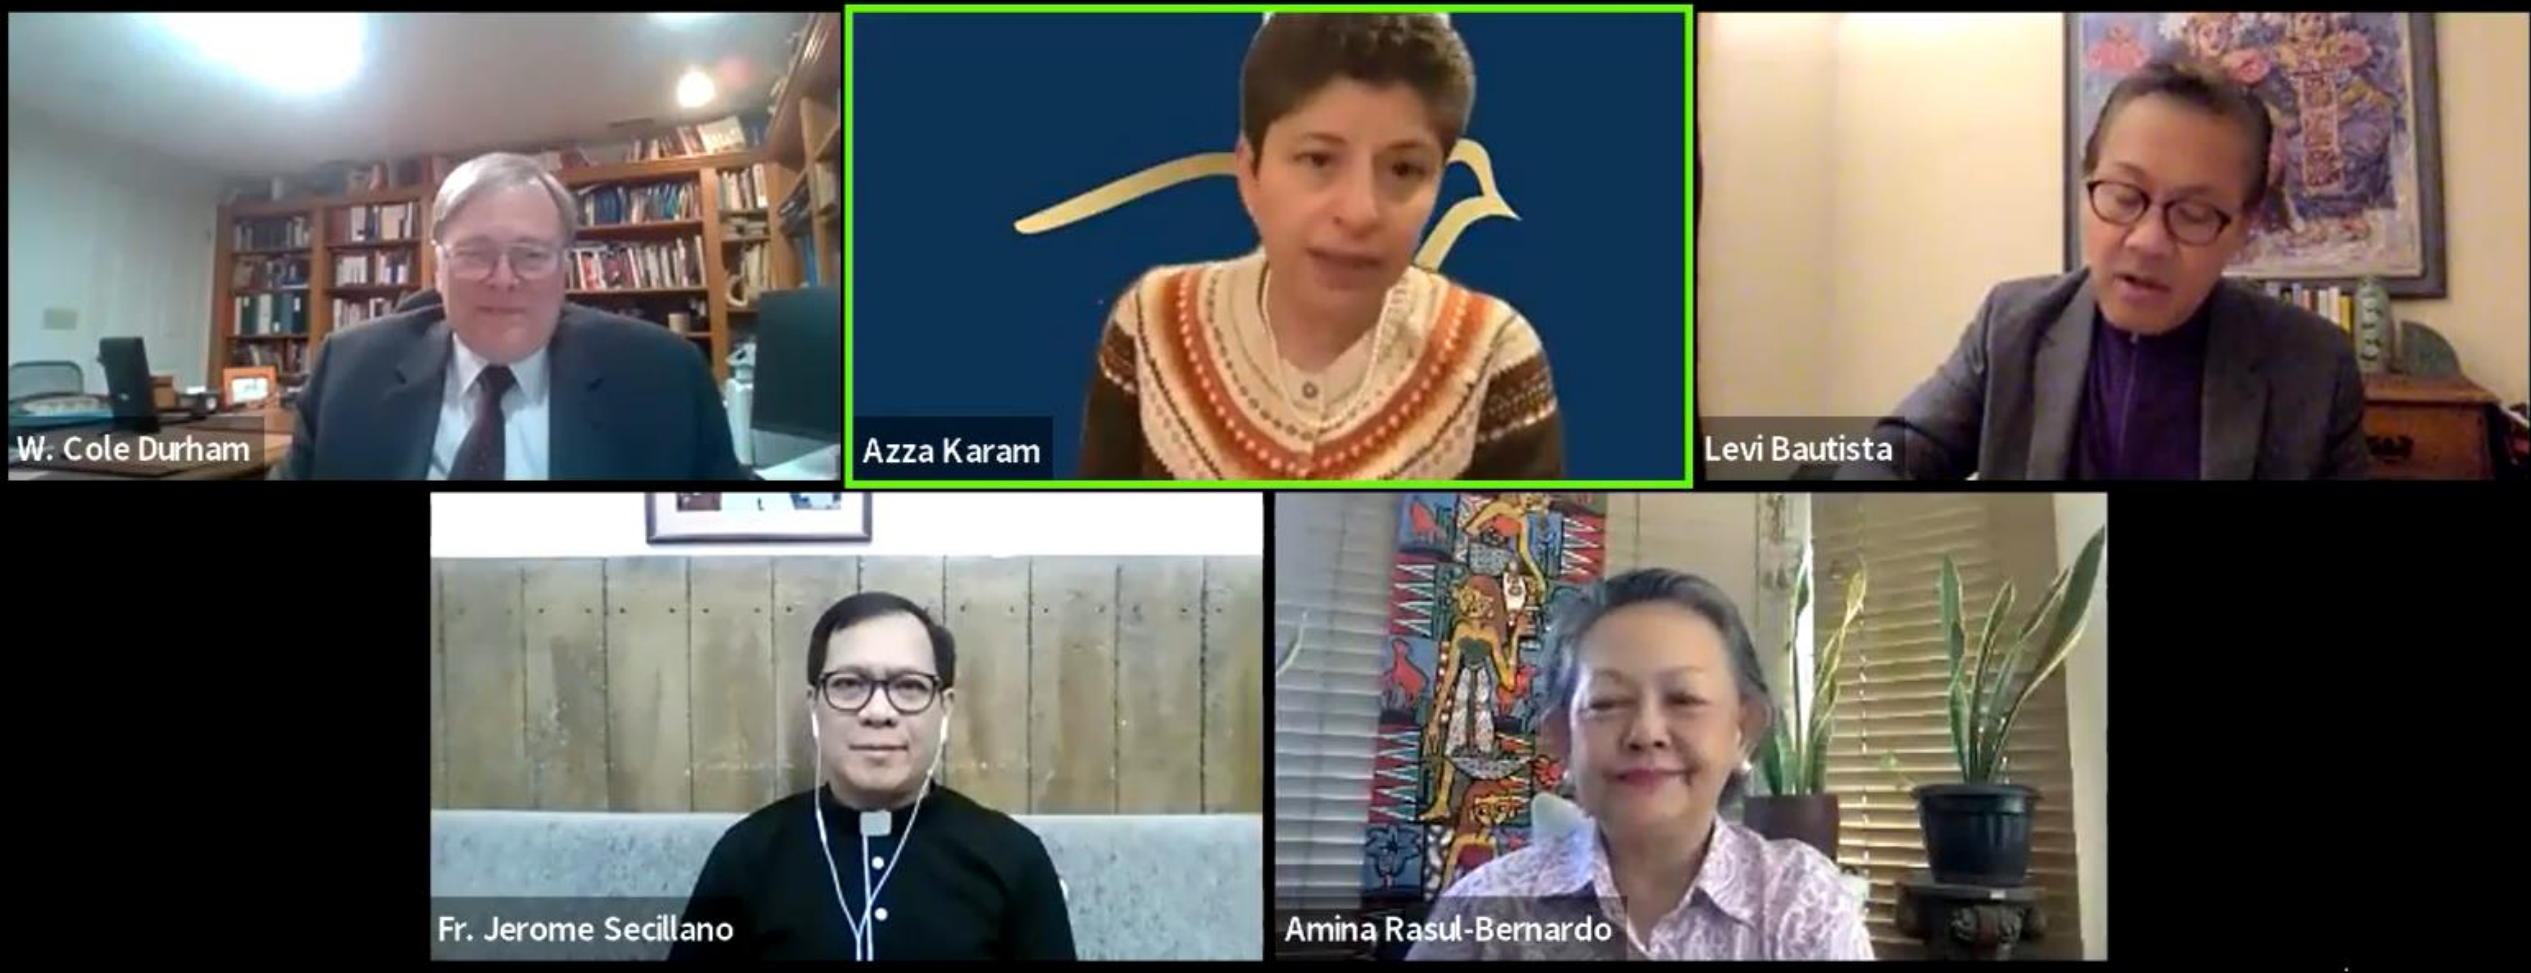 W. Cole Durham
Azza Karam
Levi Bautista
Fr. Jerome Secillano
Amina Rasul-Bernardo